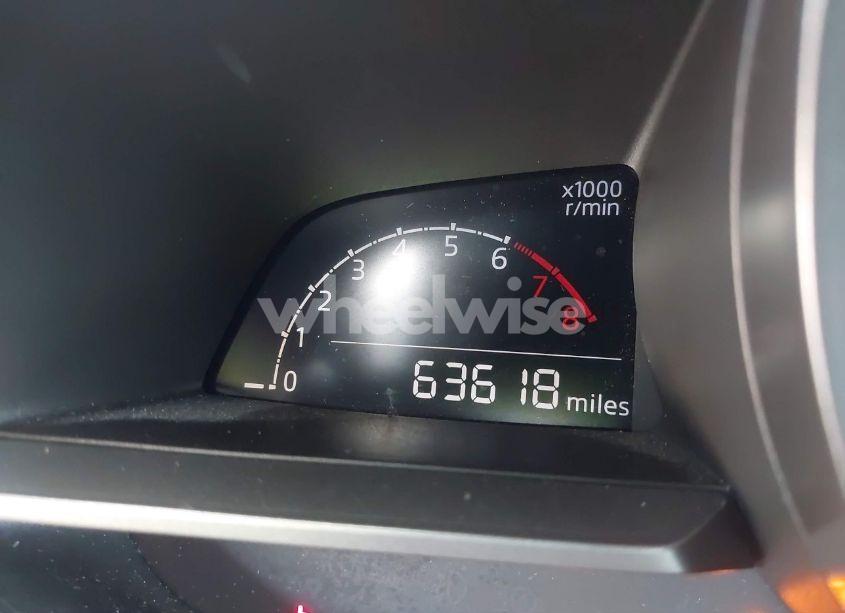 x1000
r/min
0 1 2 3 4 5 6 7 8
wheelwise
63618 miles